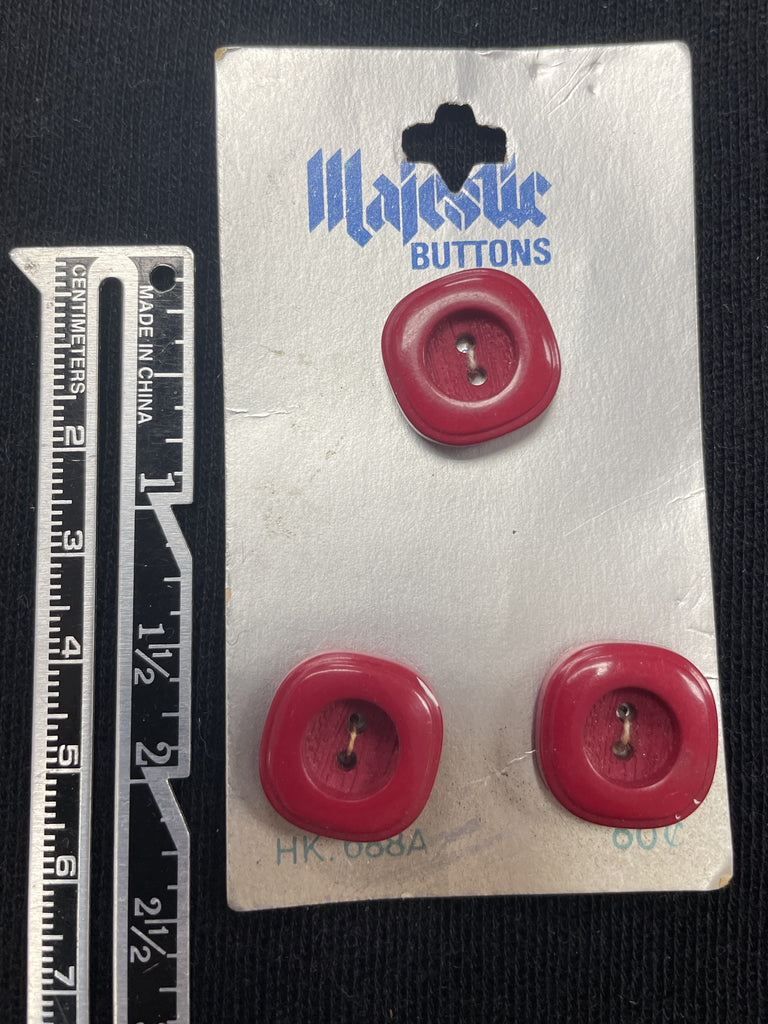 Majestic
BUTTONS
HK. 688A
60¢
CENTIMETERS
2
3
4
5
6
7
MADE IN CHINA
1
1½
2
2½